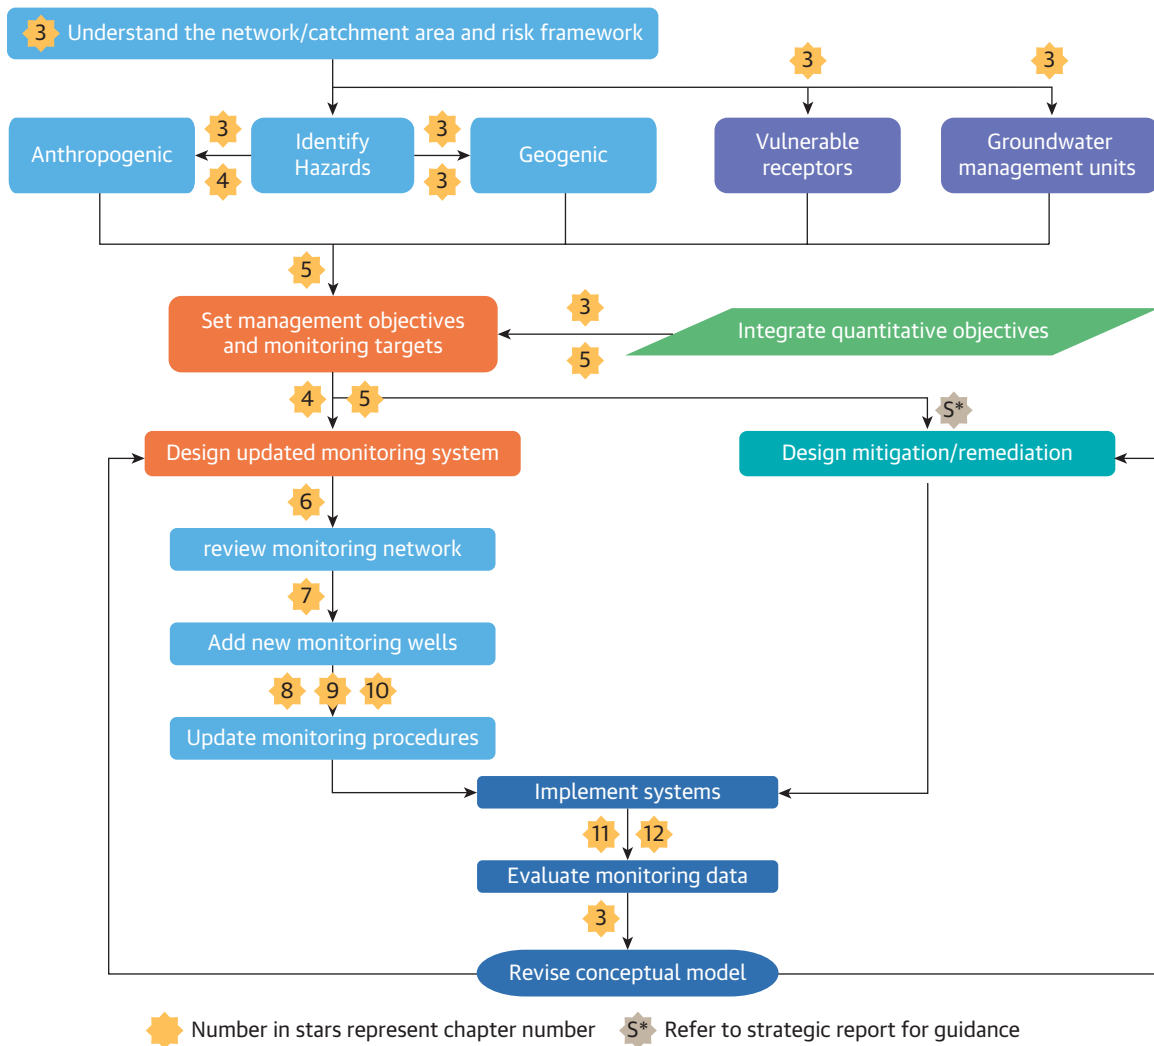 3 Understand the network/catchment area and risk framework
3
3
Anthropogenic
3
4
Identify
Hazards
3
3
Geogenic
Vulnerable
receptors
Groundwater
management units
5
Set management objectives
and monitoring targets
3
5
Integrate quantitative objectives
4
5
S*
Design updated monitoring system
Design mitigation/remediation
6
review monitoring network
7
Add new monitoring wells
8 9 10
Update monitoring procedures
Implement systems
11 12
Evaluate monitoring data
3
Revise conceptual model
Number in stars represent chapter number
S* Refer to strategic report for guidance